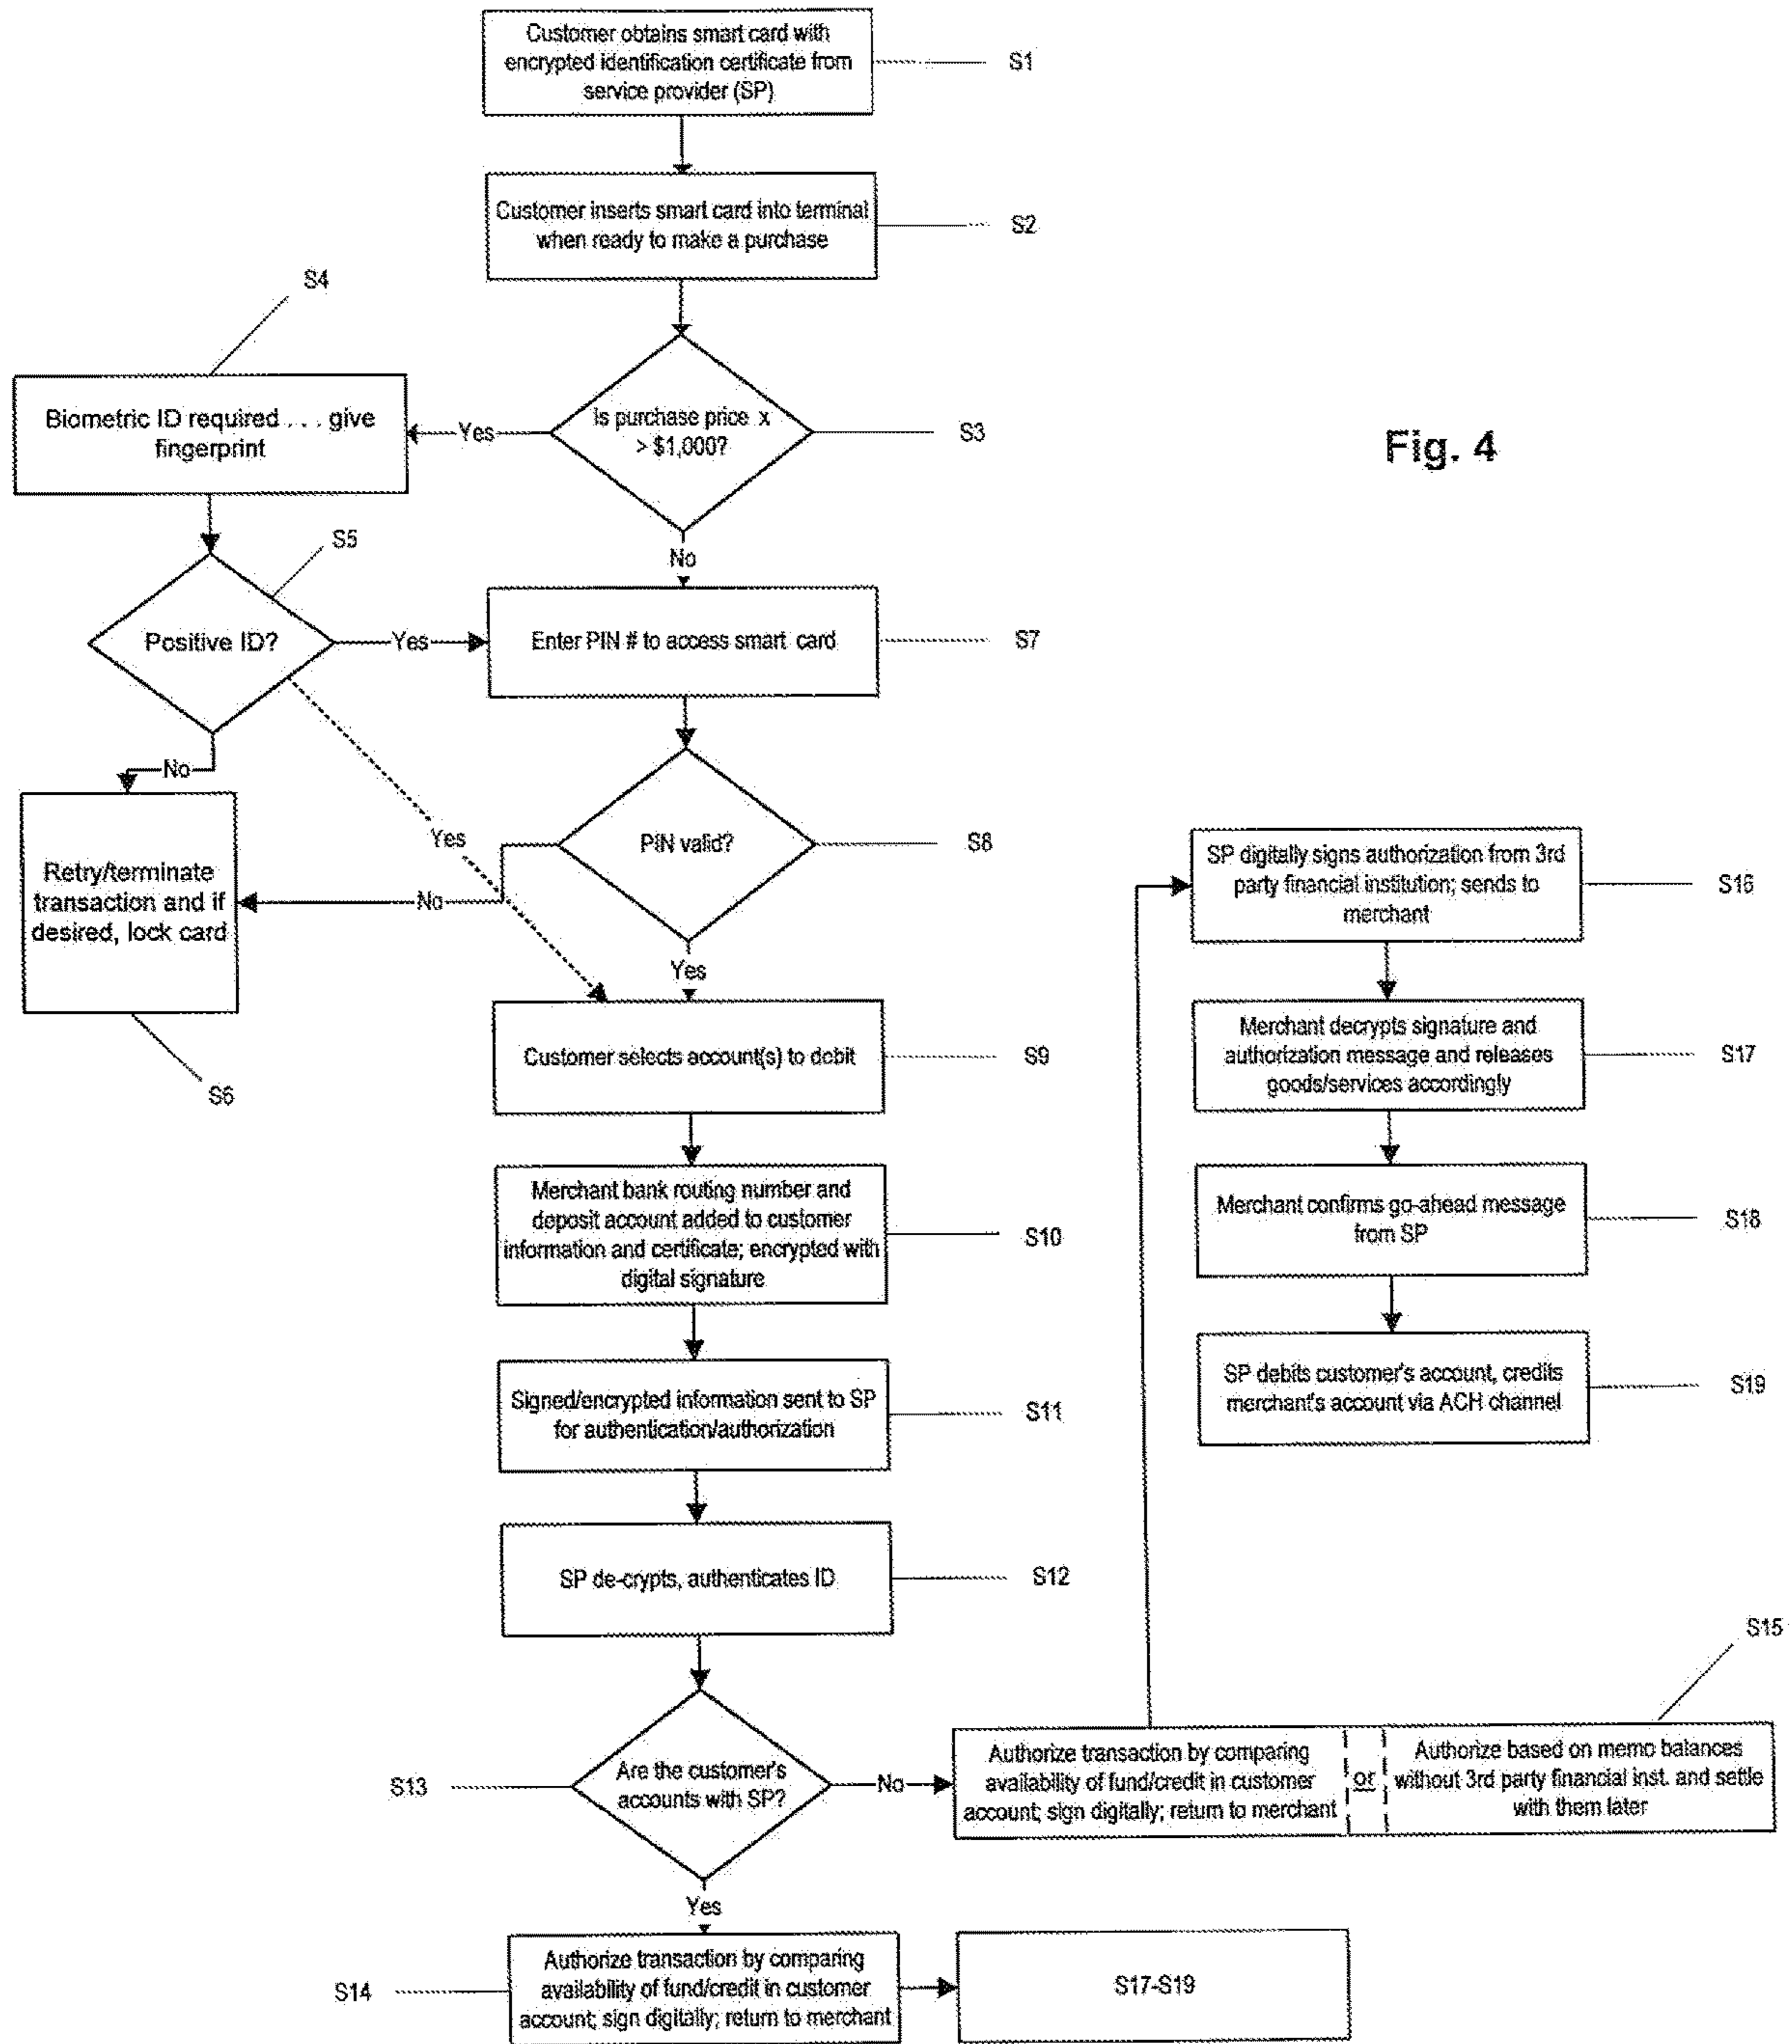 Customer obtains smart card with
encrypted identification certificate from
service provider (SP)
S1
Customer inserts smart card into terminal
when ready to make a purchase
S2
S4
Biometric ID required . . . give
fingerprint
Yes
Is purchase price x
> $1,000?
S3
Fig. 4
No
S5
Positive ID?
Yes
Enter PIN # to access smart card
S7
No
Yes
PIN valid?
S8
Retry/terminate
transaction and if
desired, lock card
No
S6
Yes
Customer selects account(s) to debit
S9
Merchant bank routing number and
deposit account added to customer
information and certificate; encrypted with
digital signature
S10
Signed/encrypted information sent to SP
for authentication/authorization
S11
SP de-crypts, authenticates ID
S12
S13
Are the customer's
accounts with SP?
No
Authorize transaction by comparing
availability of fund/credit in customer
account; sign digitally; return to merchant
or
Authorize based on memo balances
without 3rd party financial inst. and settle
with them later
S15
Yes
S14
Authorize transaction by comparing
availability of fund/credit in customer
account; sign digitally; return to merchant
S17-S19
SP digitally signs authorization from 3rd
party financial institution; sends to
merchant
S16
Merchant decrypts signature and
authorization message and releases
goods/services accordingly
S17
Merchant confirms go-ahead message
from SP
S18
SP debits customer's account, credits
merchant's account via ACH channel
S19